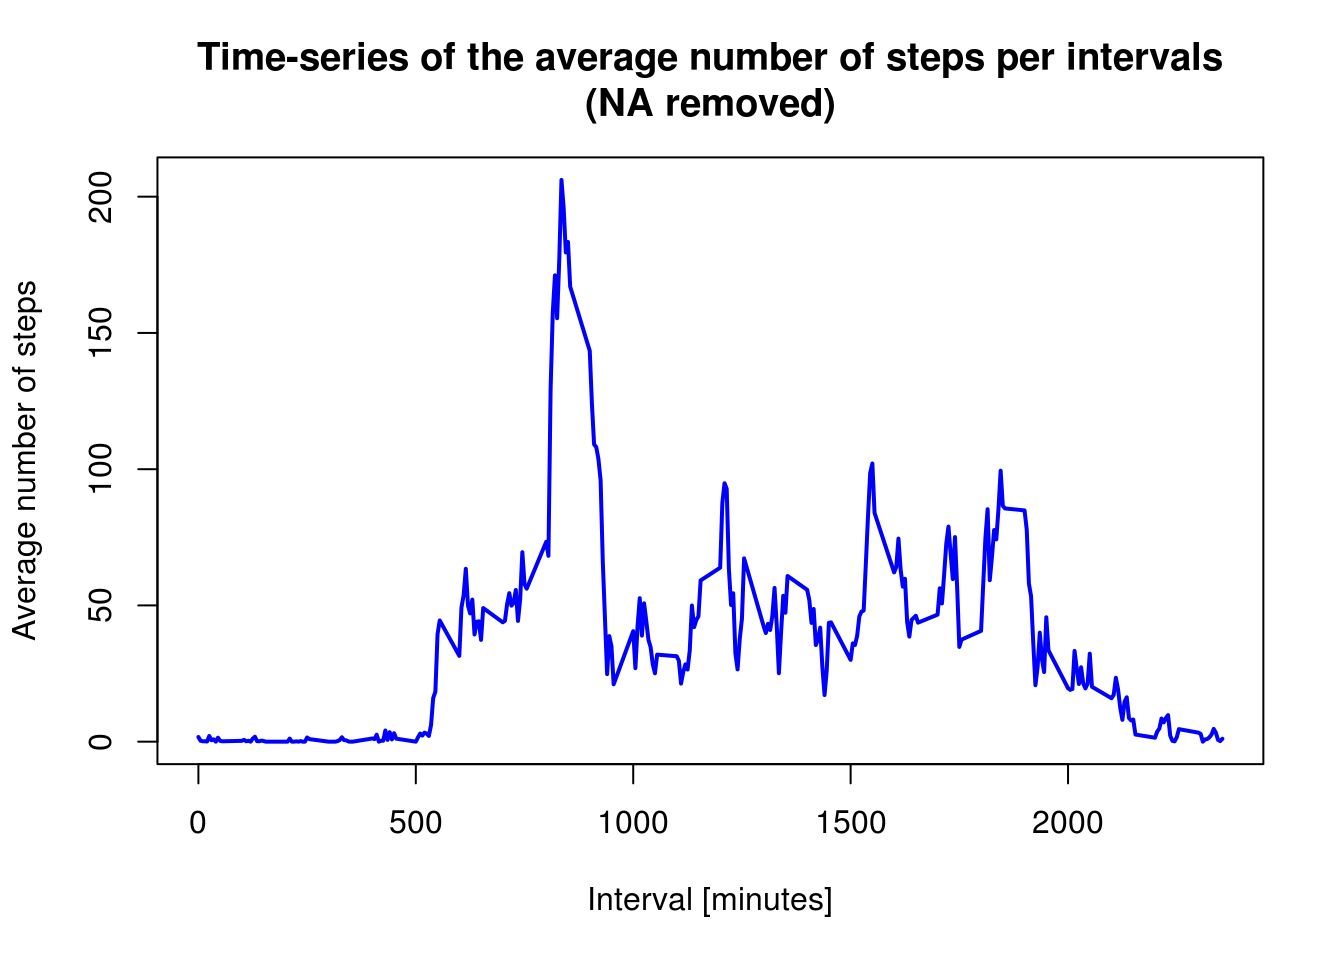 Time-series of the average number of steps per intervals
(NA removed)
Average number of steps
200
150
100
50
0
0 500 1000 1500 2000
Interval [minutes]